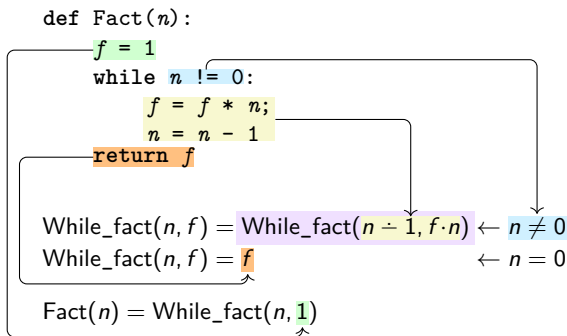 def Fact(n):
f = 1
while n != 0:
f = f * n;
n = n - 1
return f
While_fact(n, f) = While_fact(n ∸ 1, f·n) ← n ≠ 0
While_fact(n, f) = f ← n = 0
Fact(n) = While_fact(n, 1)